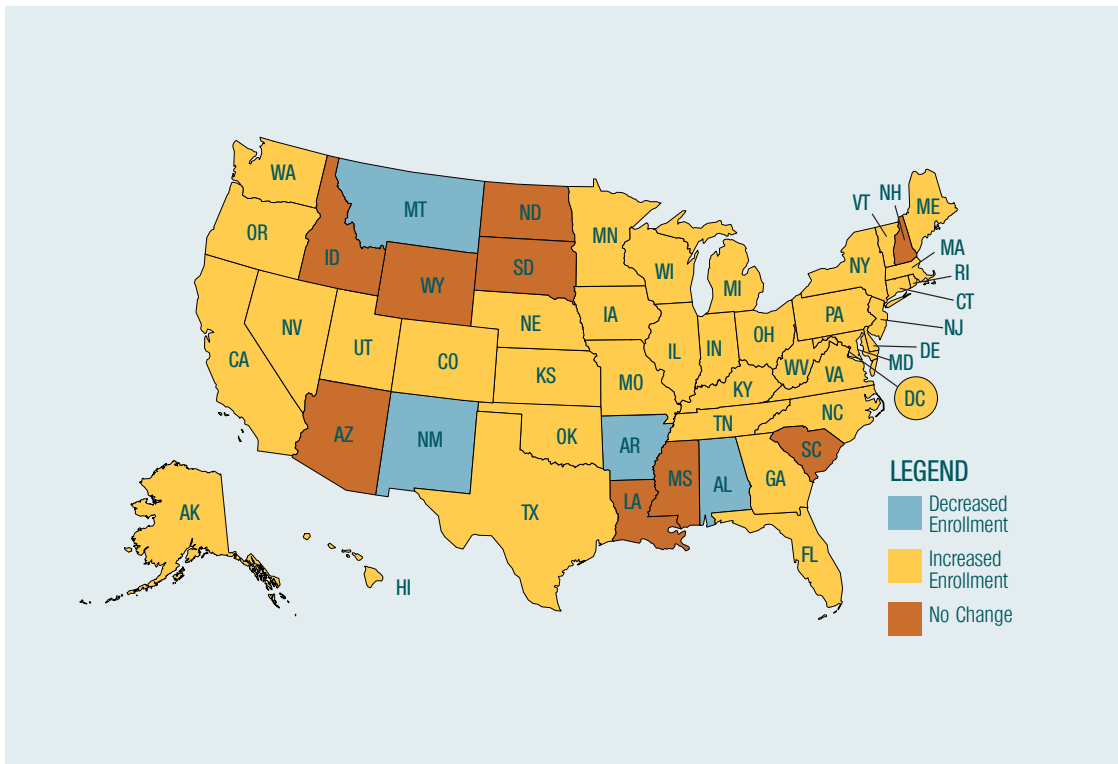 WA
MT
ND
MN
VT
NH
ME
OR
ID
SD
WI
NY
MA
WY
MI
RI
CT
NE
IA
PA
NJ
NV
UT
CO
IL
IN
OH
DE
CA
KS
MO
WV
VA
MD
KY
DC
NC
TN
AZ
NM
OK
AR
SC
MS
AL
GA
LA
TX
FL
AK
HI
LEGEND
Decreased
Enrollment
Increased
Enrollment
No Change